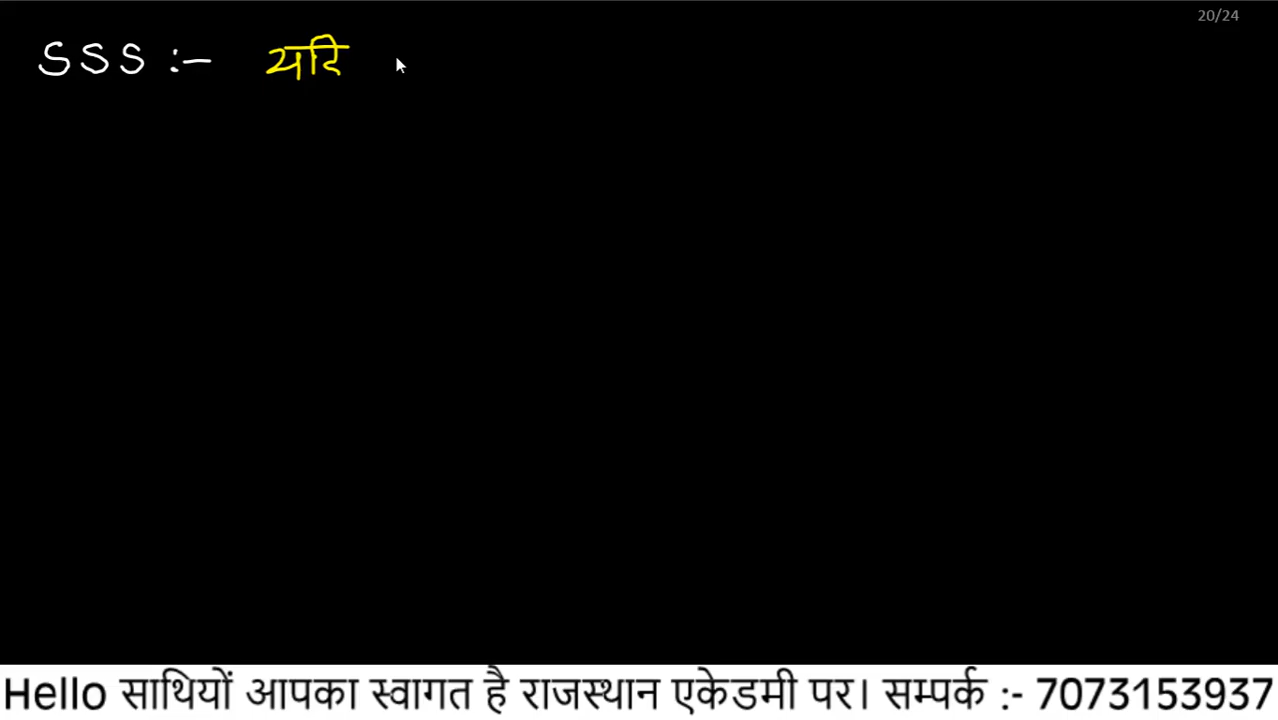 20/24
SSS :- यदि
Hello साथियों आपका स्वागत है राजस्थान एकेडमी पर। सम्पर्क :- 7073153937